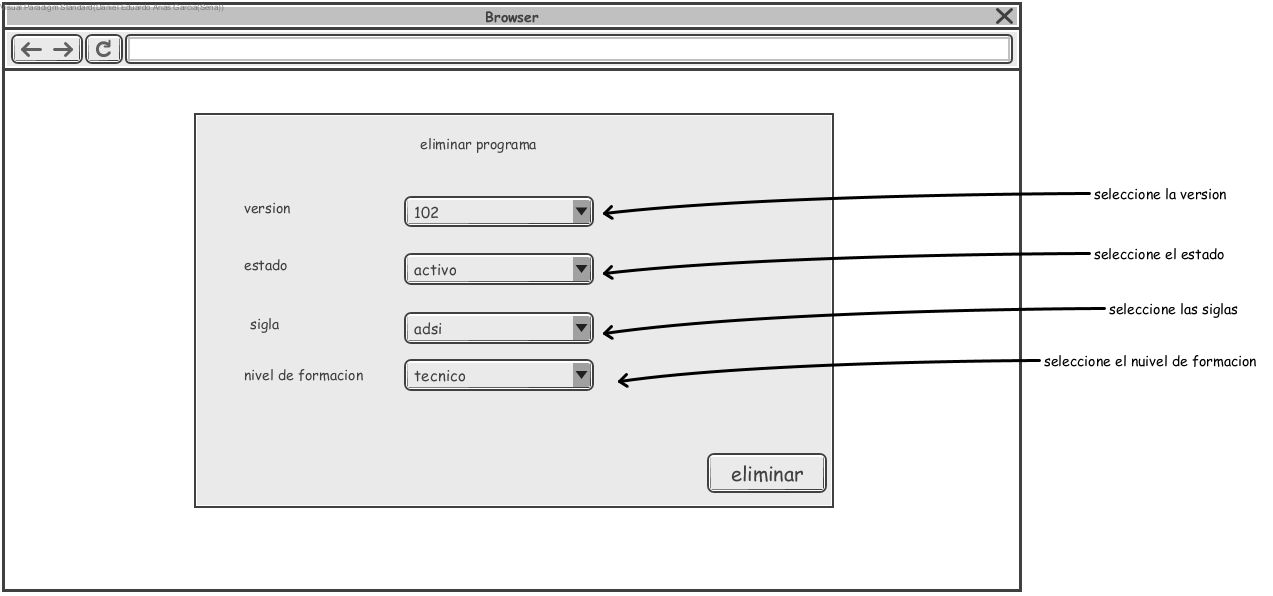 Visual Paradigm Standard(Daniel Eduardo Arias Garcia(Sena))
Browser
eliminar programa
version
102
seleccione la version
estado
activo
seleccione el estado
sigla
adsi
seleccione las siglas
nivel de formacion
tecnico
seleccione el nuivel de formacion
eliminar